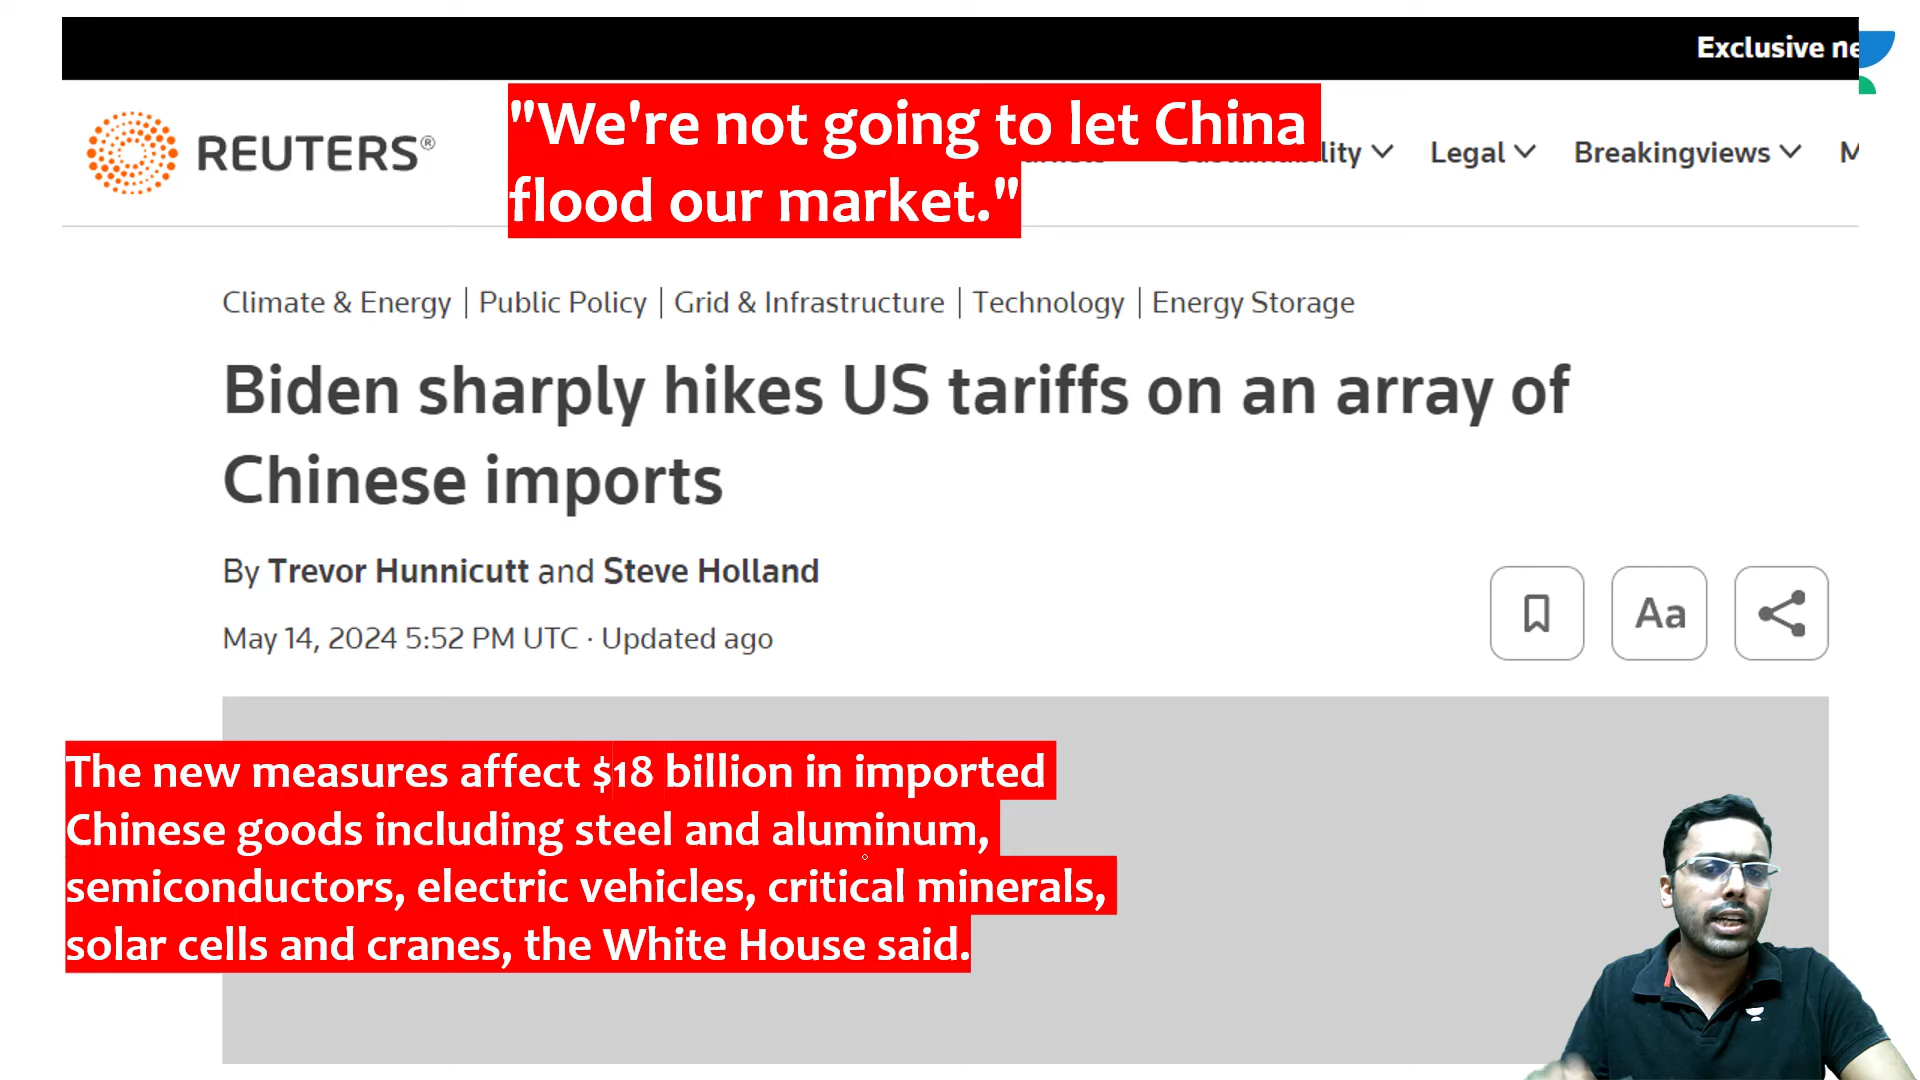 Exclusive
"We're not going to let China
flood our market."
REUTERS®
Legal
Breakingviews
Climate & Energy | Public Policy | Grid & Infrastructure | Technology | Energy Storage
Biden sharply hikes US tariffs on an array of
Chinese imports
By Trevor Hunnicutt and Steve Holland
May 14, 2024 5:52 PM UTC · Updated ago
Aa
The new measures affect $18 billion in imported
Chinese goods including steel and aluminum,
semiconductors, electric vehicles, critical minerals,
solar cells and cranes, the White House said.